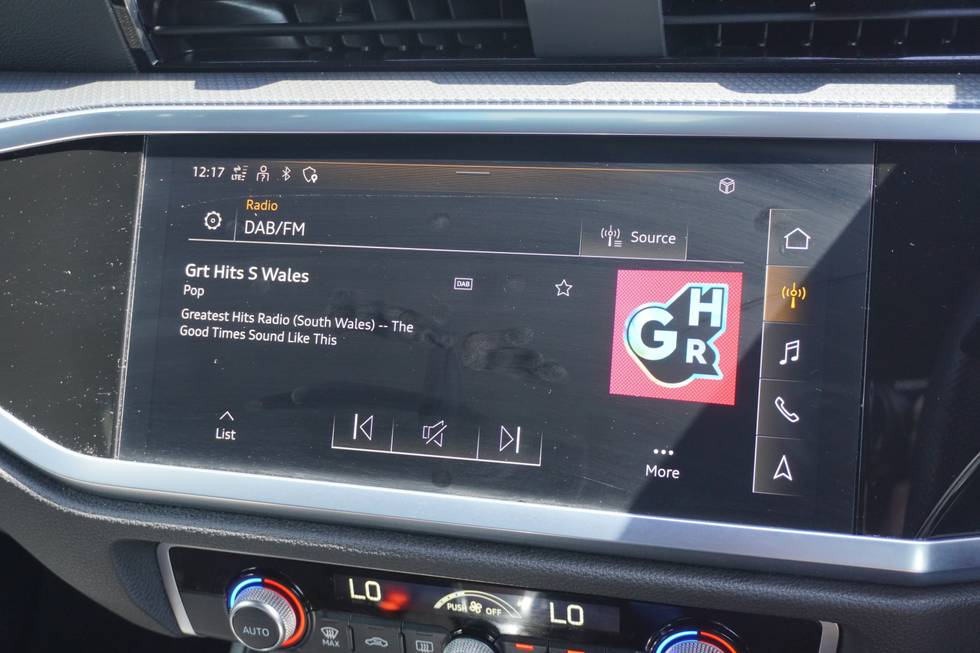 12:17 LTE
Radio
DAB/FM
Source
Grt Hits S Wales
DAB
Pop
Greatest Hits Radio (South Wales) -- The
Good Times Sound Like This
GHR
List
More
LO
PUSH OFF
LO
AUTO
MAX